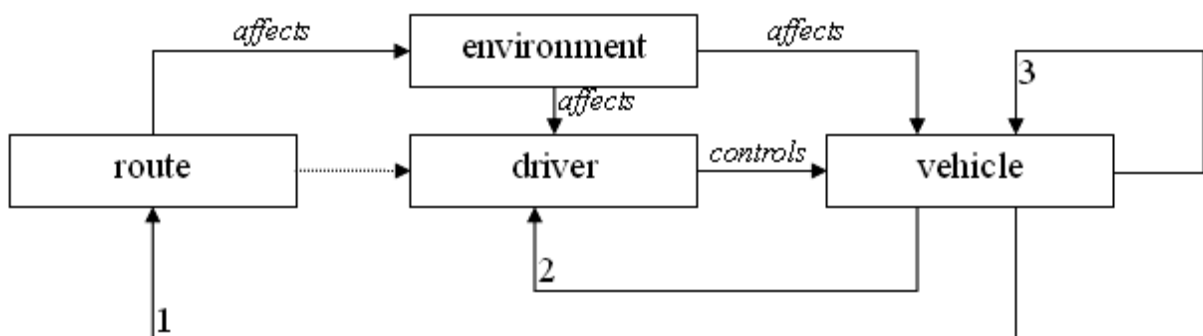 affects
environment
affects
3
affects
route
driver
controls
vehicle
2
1